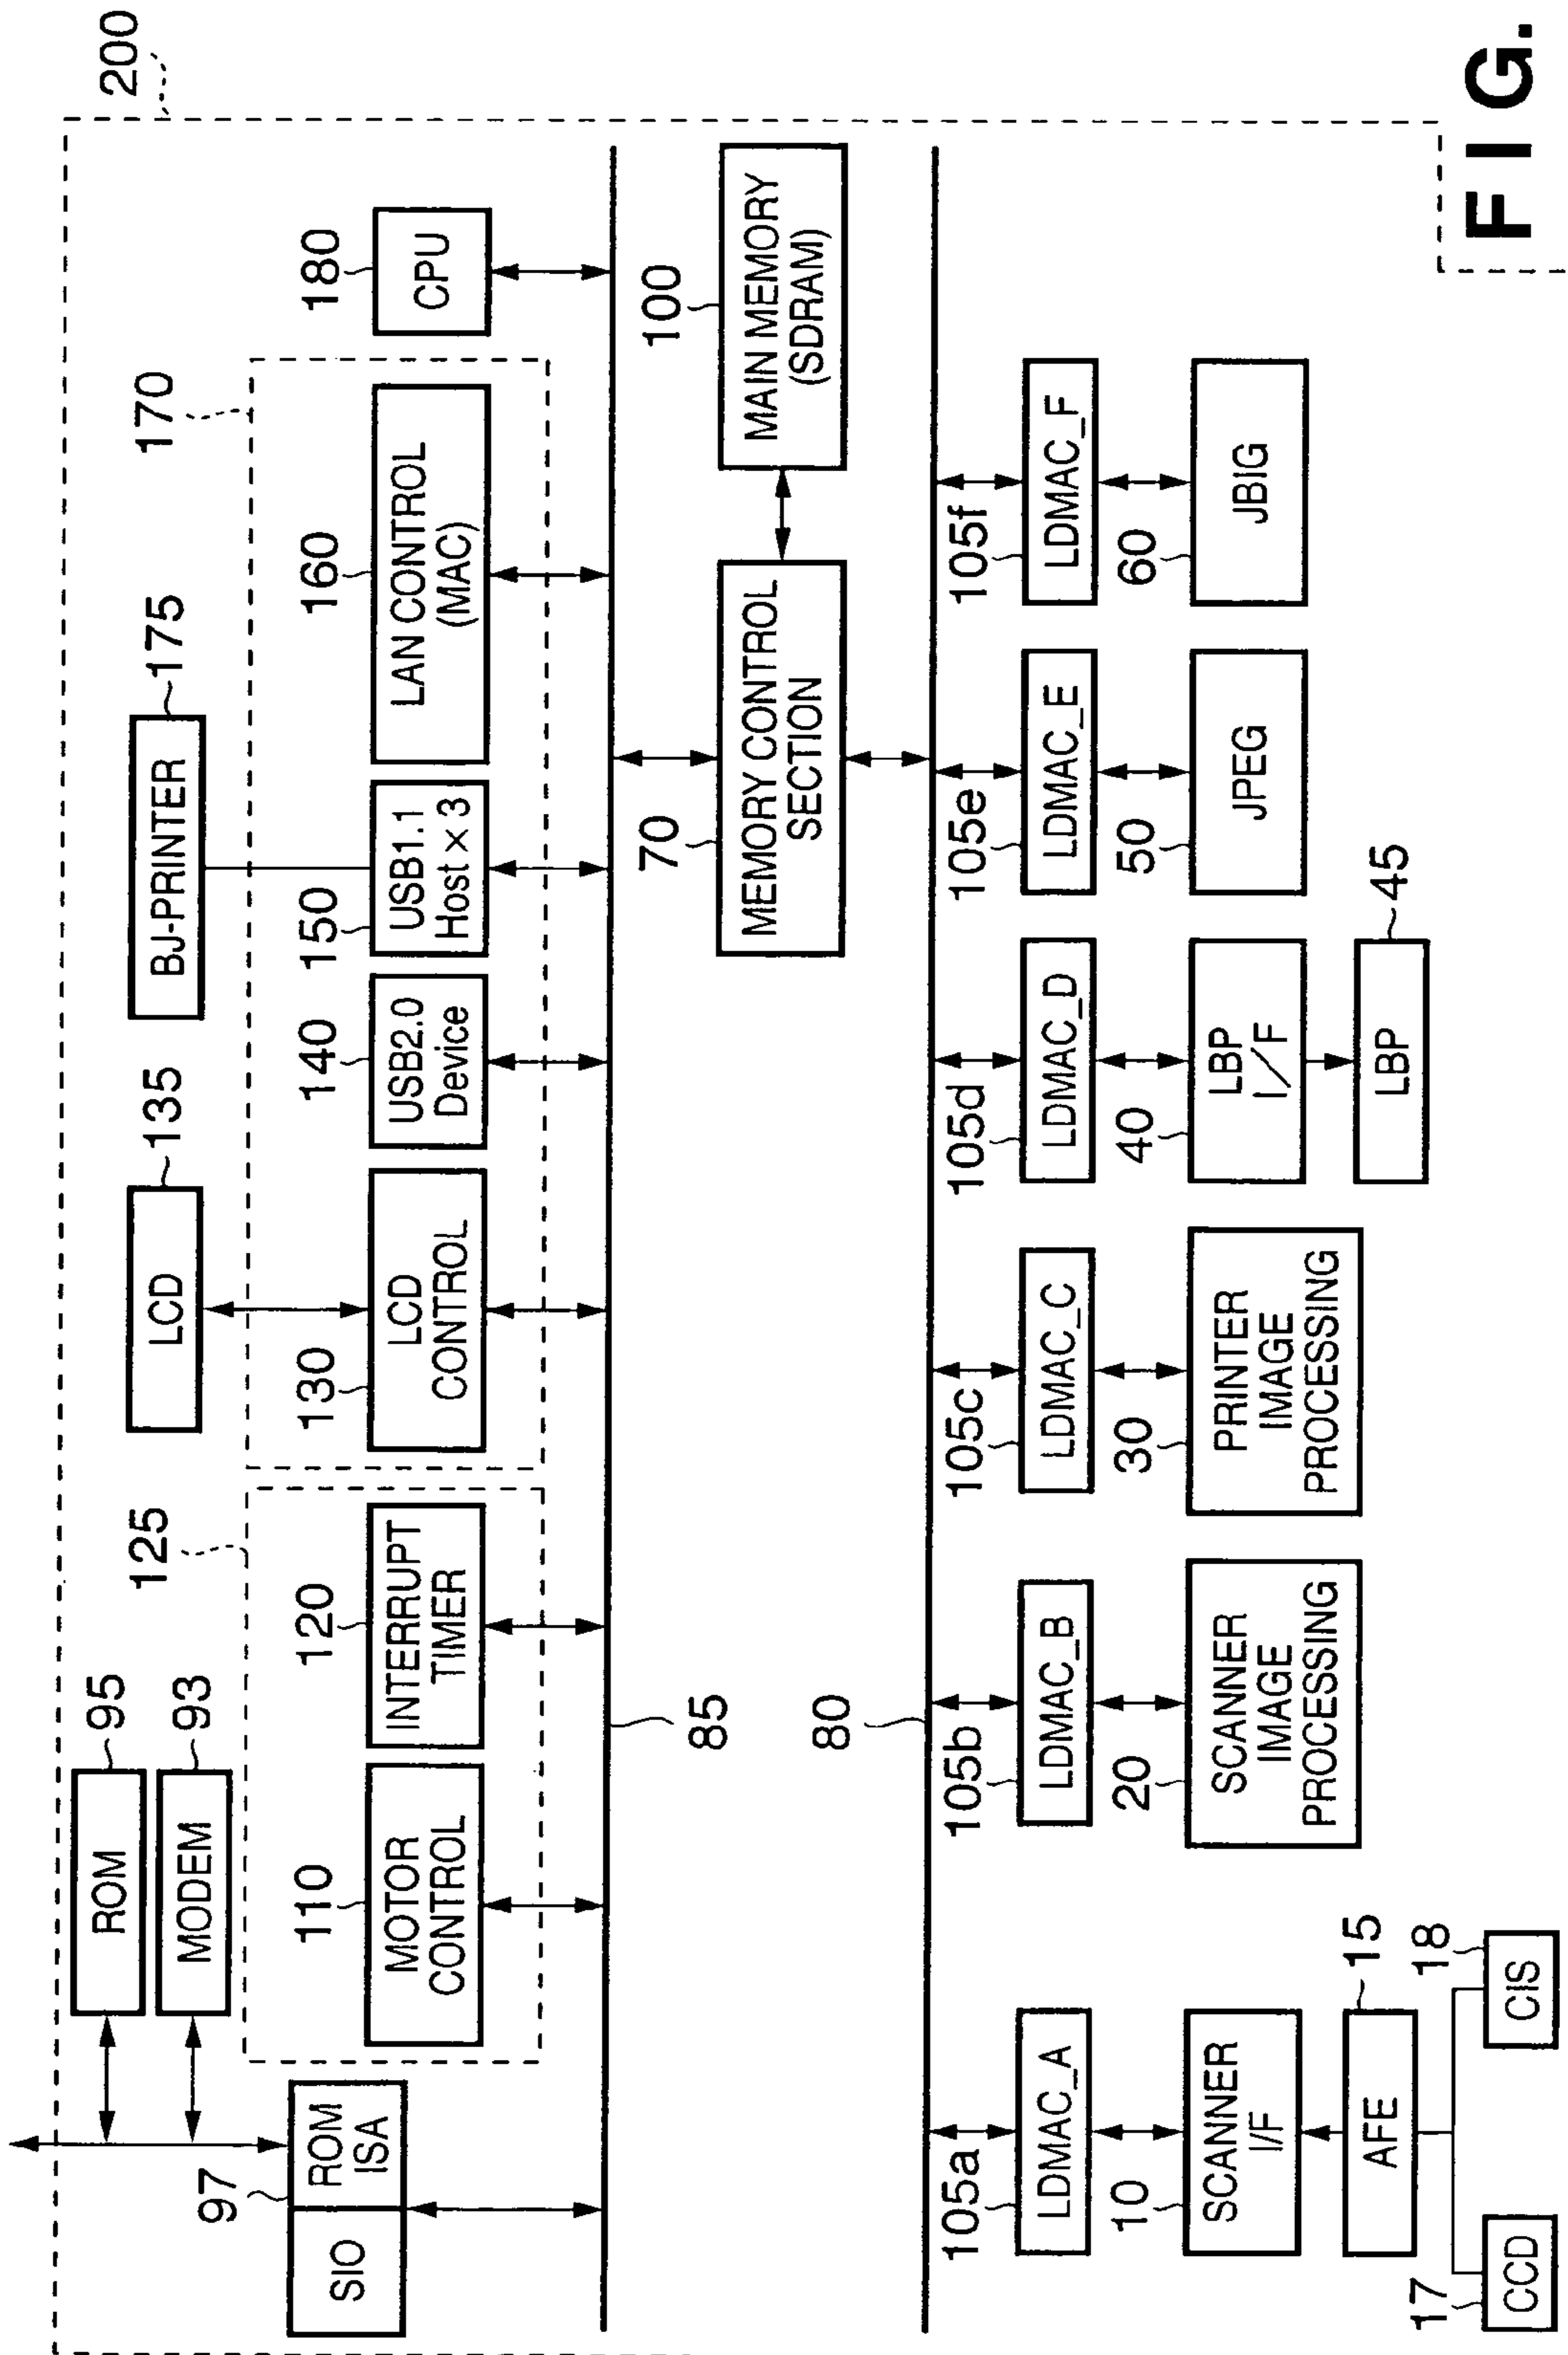 200
ROM
95
MODEM
93
LCD
135
BJ-PRINTER
175
125
170
97
SIO
ROM
ISA
110
MOTOR
CONTROL
120
INTERRUPT
TIMER
130
LCD
CONTROL
140
USB2.0
Device
150
USB1.1
Host × 3
160
LAN CONTROL
(MAC)
180
CPU
85
80
70
MEMORY CONTROL
SECTION
100
MAIN MEMORY
(SDRAM)
105a
LDMAC_A
105b
LDMAC_B
105c
LDMAC_C
105d
LDMAC_D
105e
LDMAC_E
105f
LDMAC_F
10
SCANNER
I/F
20
SCANNER
IMAGE
PROCESSING
30
PRINTER
IMAGE
PROCESSING
40
LBP
I/F
50
JPEG
60
JBIG
AFE
15
LBP
45
17
CCD
18
CIS
FIG.